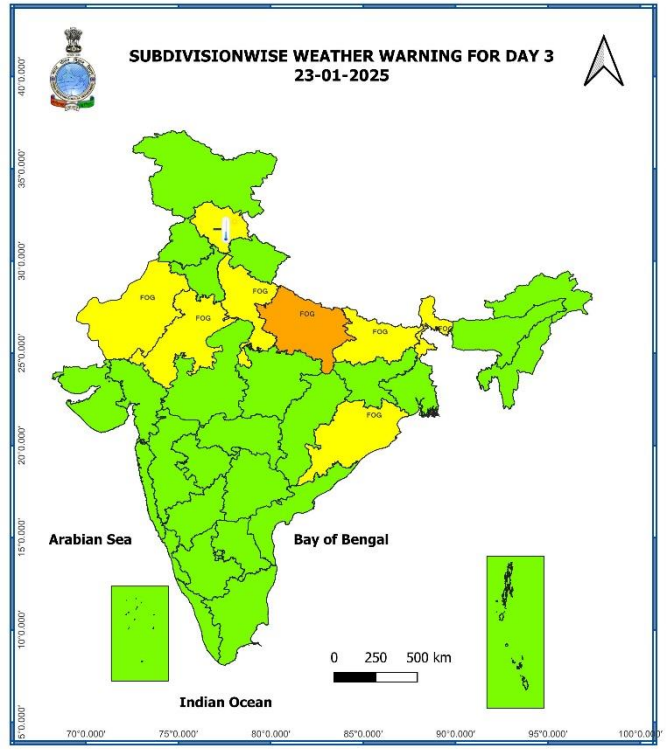 SUBDIVISIONWISE WEATHER WARNING FOR DAY 3
23-01-2025
40°0.000'
35°0.000'
30°0.000'
25°0.000'
20°0.000'
15°0.000'
10°0.000'
5°0.000'
FOG
FOG
FOG
FOG
FOG
FOG
Arabian Sea
Bay of Bengal
0 250 500 km
Indian Ocean
70°0.000' 75°0.000' 80°0.000' 85°0.000' 90°0.000' 95°0.000' 100°0.000'